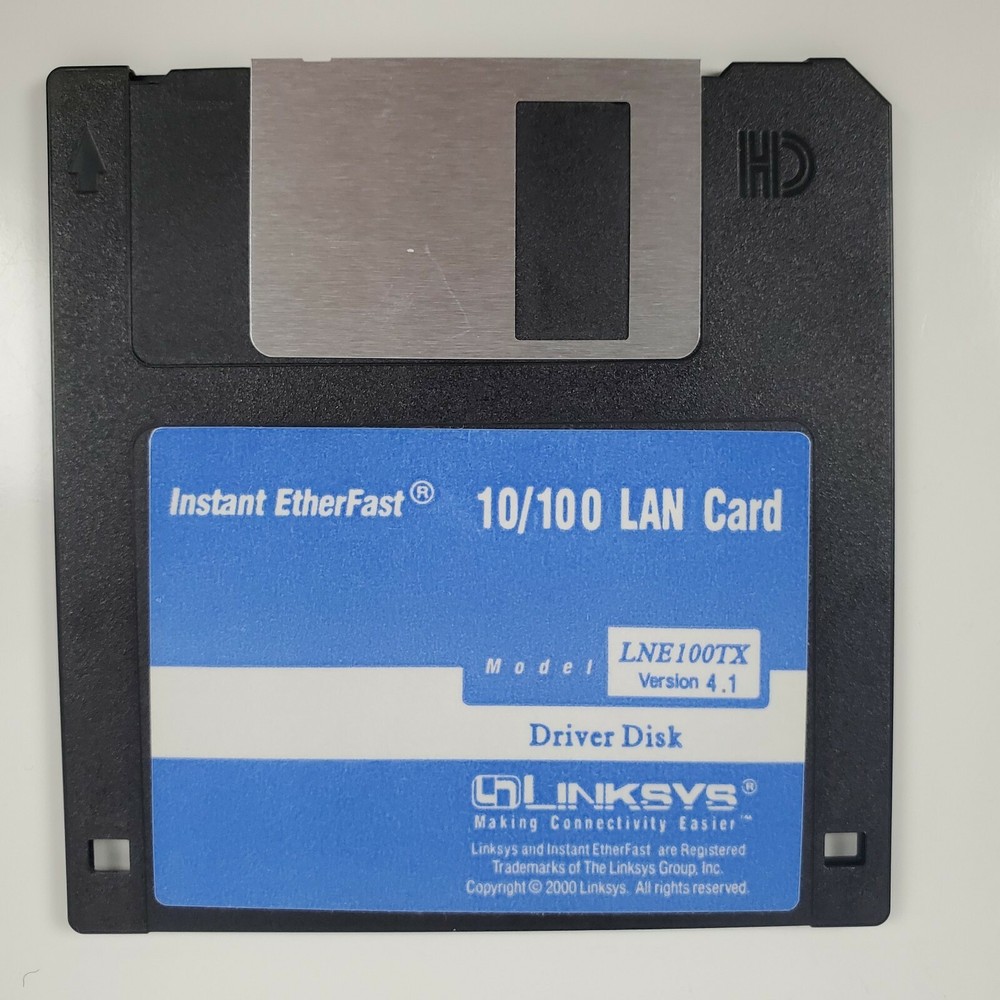 HD
Instant EtherFast® 10/100 LAN Card
Model LNE100TX
Version 4.1
Driver Disk
LINKSYS®
Making Connectivity Easier™
Linksys and Instant EtherFast are Registered
Trademarks of The Linksys Group, Inc.
Copyright © 2000 Linksys. All rights reserved.